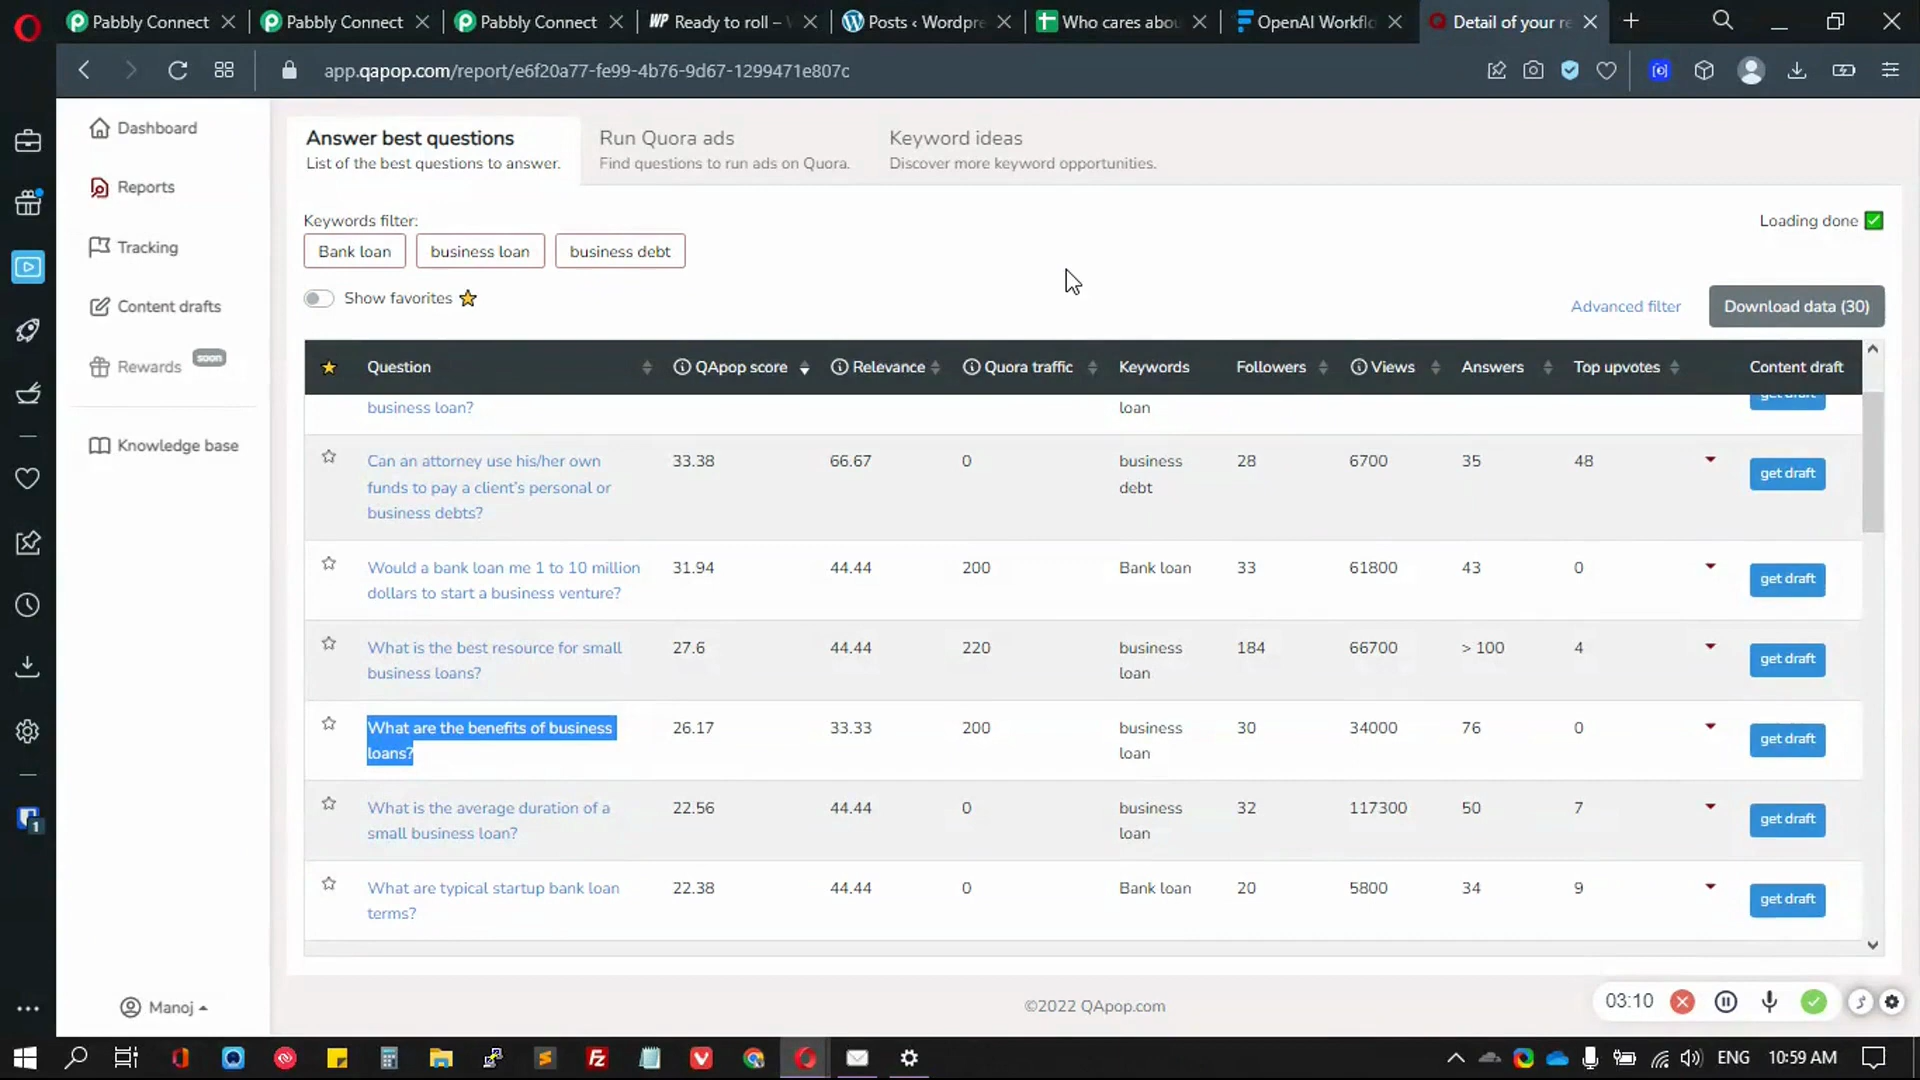 Pabbly Connect
Pabbly Connect
Pabbly Connect
Ready to roll –
Posts ‹ Wordpre
Who cares abou
OpenAI Workflo
Detail of your re
app.qapop.com/report/e6f20a77-fe99-4b76-9d67-1299471e807c
Dashboard
Reports
Tracking
Content drafts
Rewards soon
Knowledge base
Manoj
Answer best questions
List of the best questions to answer.
Run Quora ads
Find questions to run ads on Quora.
Keyword ideas
Discover more keyword opportunities.
Keywords filter:
Loading done
Bank loan business loan business debt
Show favorites
Advanced filter
Download data (30)
Question QApop score Relevance Quora traffic Keywords Followers Views Answers Top upvotes Content draft
business loan? loan get draft
Can an attorney use his/her own 33.38 66.67 0 business 28 6700 35 48 get draft
funds to pay a client's personal or debt
business debts?
Would a bank loan me 1 to 10 million 31.94 44.44 200 Bank loan 33 61800 43 0 get draft
dollars to start a business venture?
What is the best resource for small 27.6 44.44 220 business 184 66700 > 100 4 get draft
business loans? loan
What are the benefits of business 26.17 33.33 200 business 30 34000 76 0 get draft
loans? loan
What is the average duration of a 22.56 44.44 0 business 32 117300 50 7 get draft
small business loan? loan
What are typical startup bank loan 22.38 44.44 0 Bank loan 20 5800 34 9 get draft
terms?
©2022 QApop.com
03:10
1
ENG 10:59 AM